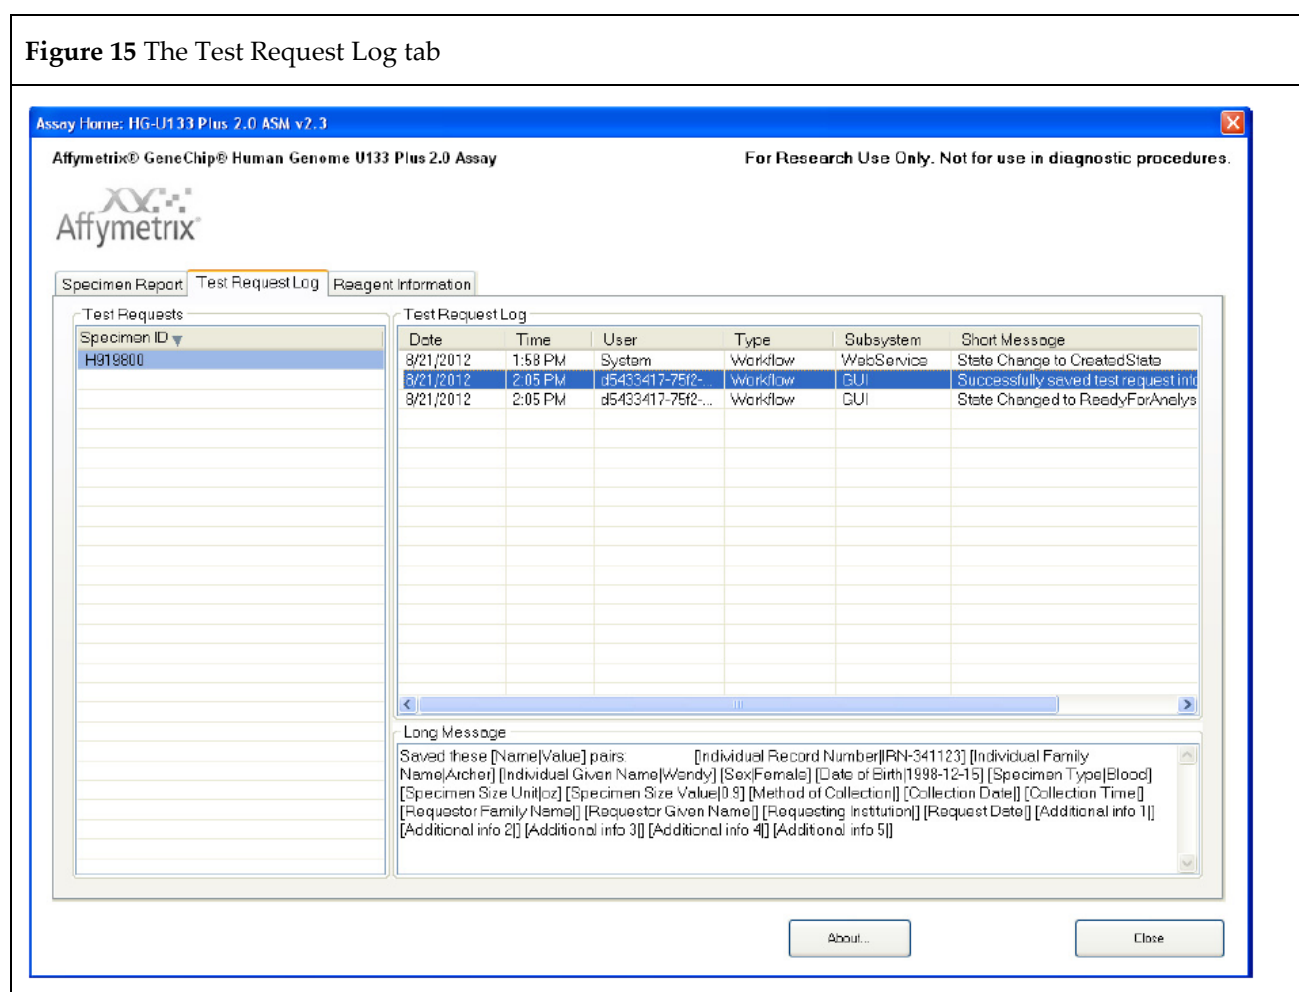 Figure 15 The Test Request Log tab
Assay Home: HG-U133 Plus 2.0 ASM v2.3
Affymetrix® GeneChip® Human Genome U133 Plus 2.0 Assay
For Research Use Only. Not for use in diagnostic procedures.
Affymetrix®
Specimen Report Test Request Log Reagent Information
Test Requests
Specimen ID
H919800
Test Request Log
Date Time User Type Subsystem Short Message
8/21/2012 1:58 PM System Workflow WebService State Change to CreatedState
8/21/2012 2:05 PM d5433417-75f2-... Workflow GUI Successfully saved test request info
8/21/2012 2:05 PM d5433417-75f2-... Workflow GUI State Changed to ReadyForAnalys
Long Message
Saved these [Name|Value] pairs: [Individual Record Number|IRN-341123] [Individual Family
Name|Archer] [Individual Given Name|Wendy] [Sex|Female] [Date of Birth|1998-12-15] [Specimen Type|Blood]
[Specimen Size Unit|oz] [Specimen Size Value|0.9] [Method of Collection|] [Collection Date|] [Collection Time|]
[Requestor Family Name|] [Requestor Given Name|] [Requesting Institution|] [Request Date|] [Additional info 1|]
[Additional info 2|] [Additional info 3|] [Additional info 4|] [Additional info 5|]
About...
Close